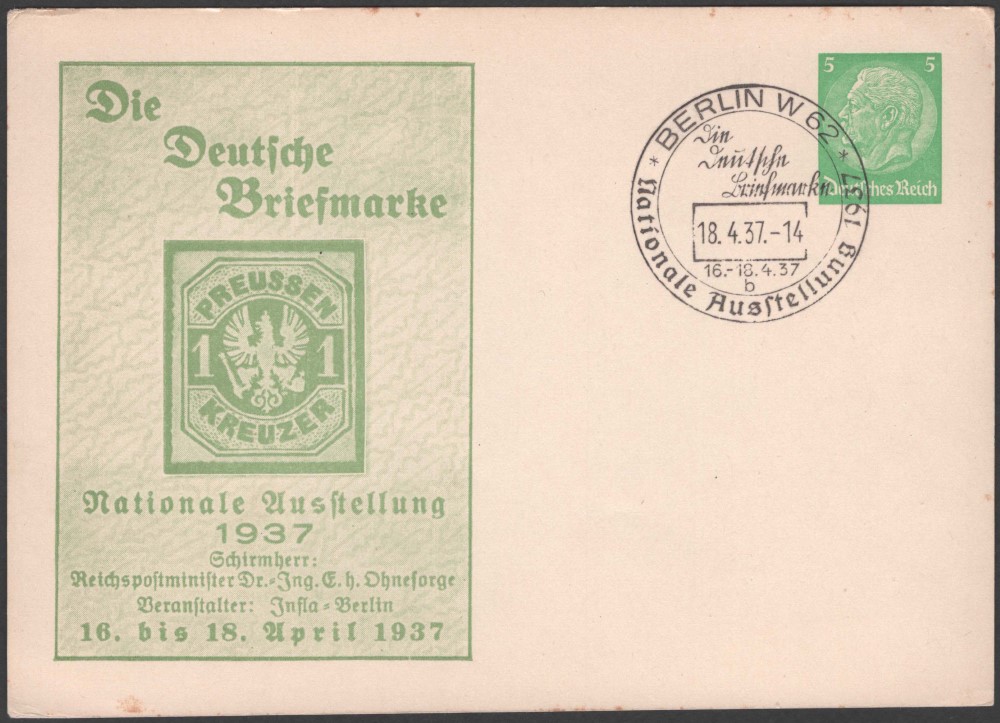 Die
Deutsche
Briefmarke
PREUSSEN
1 1
KREUZER
Nationale Ausstellung
1937
Schirmherr:
Reichspostminister Dr.-Ing. E. h. Ohnesorge
Veranstalter: Infla-Berlin
16. bis 18. April 1937
* BERLIN W 62 *
Die
Deutsche
Briefmarke
18.4.37.-14
16.-18.4.37
b
Nationale Ausstellung 1937
5 5
Deutsches Reich